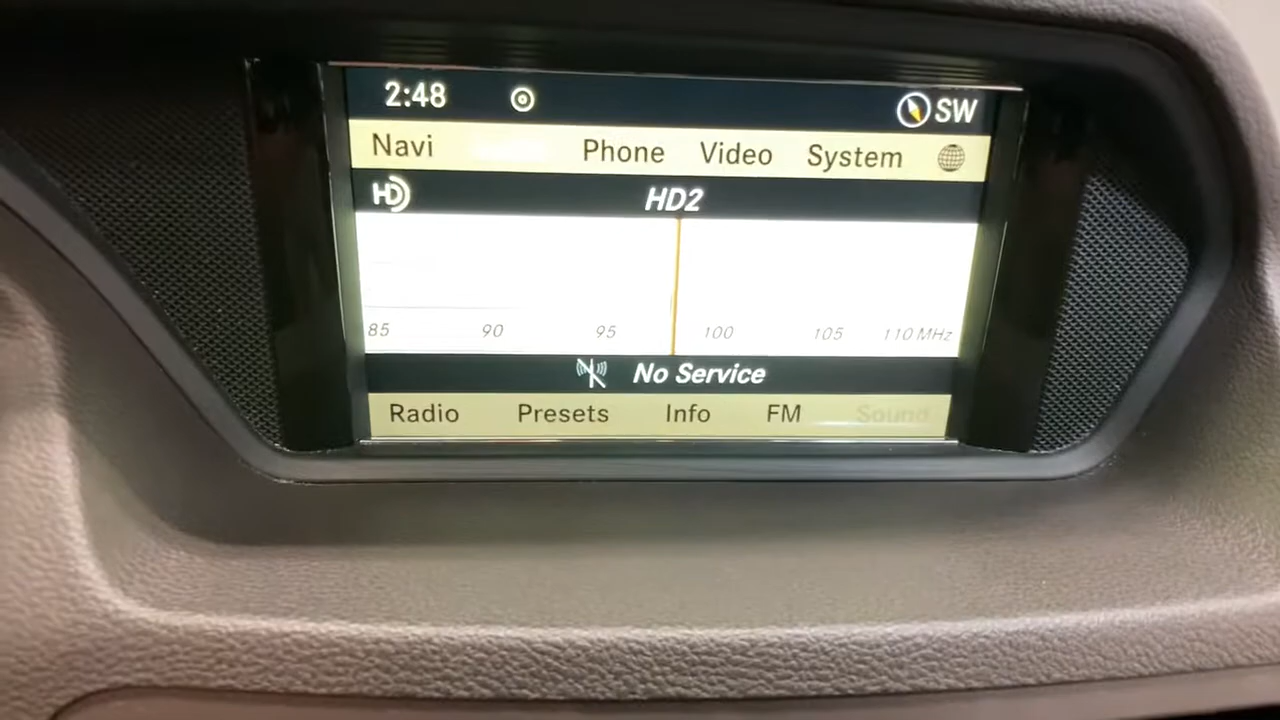 2:48 SW
Navi Phone Video System
HD HD2
85 90 95 100 105 110 MHz
No Service
Radio Presets Info FM Sound